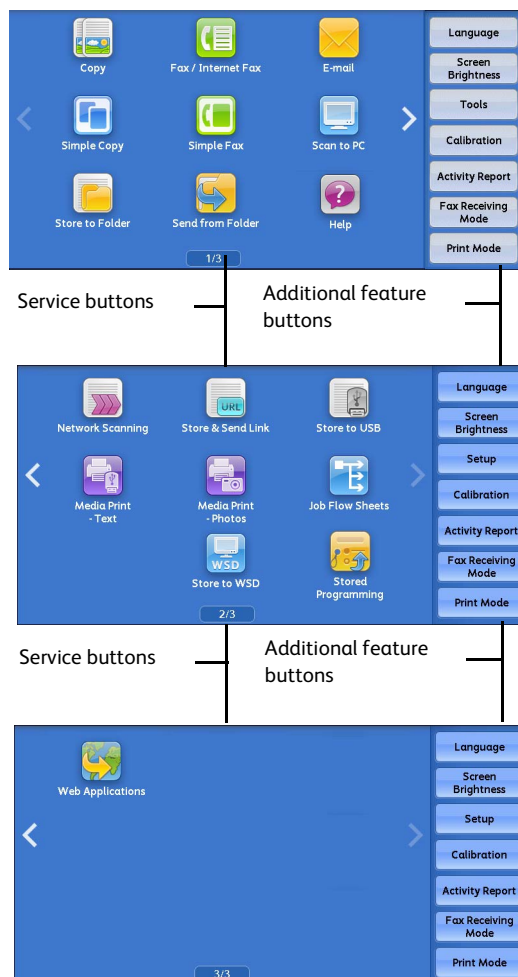 Copy
Fax / Internet Fax
E-mail
Simple Copy
Simple Fax
Scan to PC
Store to Folder
Send from Folder
?
Help
1/3
Language
Screen
Brightness
Tools
Calibration
Activity Report
Fax Receiving
Mode
Print Mode
Service buttons
Additional feature
buttons
Network Scanning
URL
Store & Send Link
Store to USB
Media Print
- Text
Media Print
- Photos
Job Flow Sheets
WSD
Store to WSD
Stored
Programming
2/3
Language
Screen
Brightness
Setup
Calibration
Activity Report
Fax Receiving
Mode
Print Mode
Service buttons
Additional feature
buttons
Web Applications
3/3
Language
Screen
Brightness
Setup
Calibration
Activity Report
Fax Receiving
Mode
Print Mode